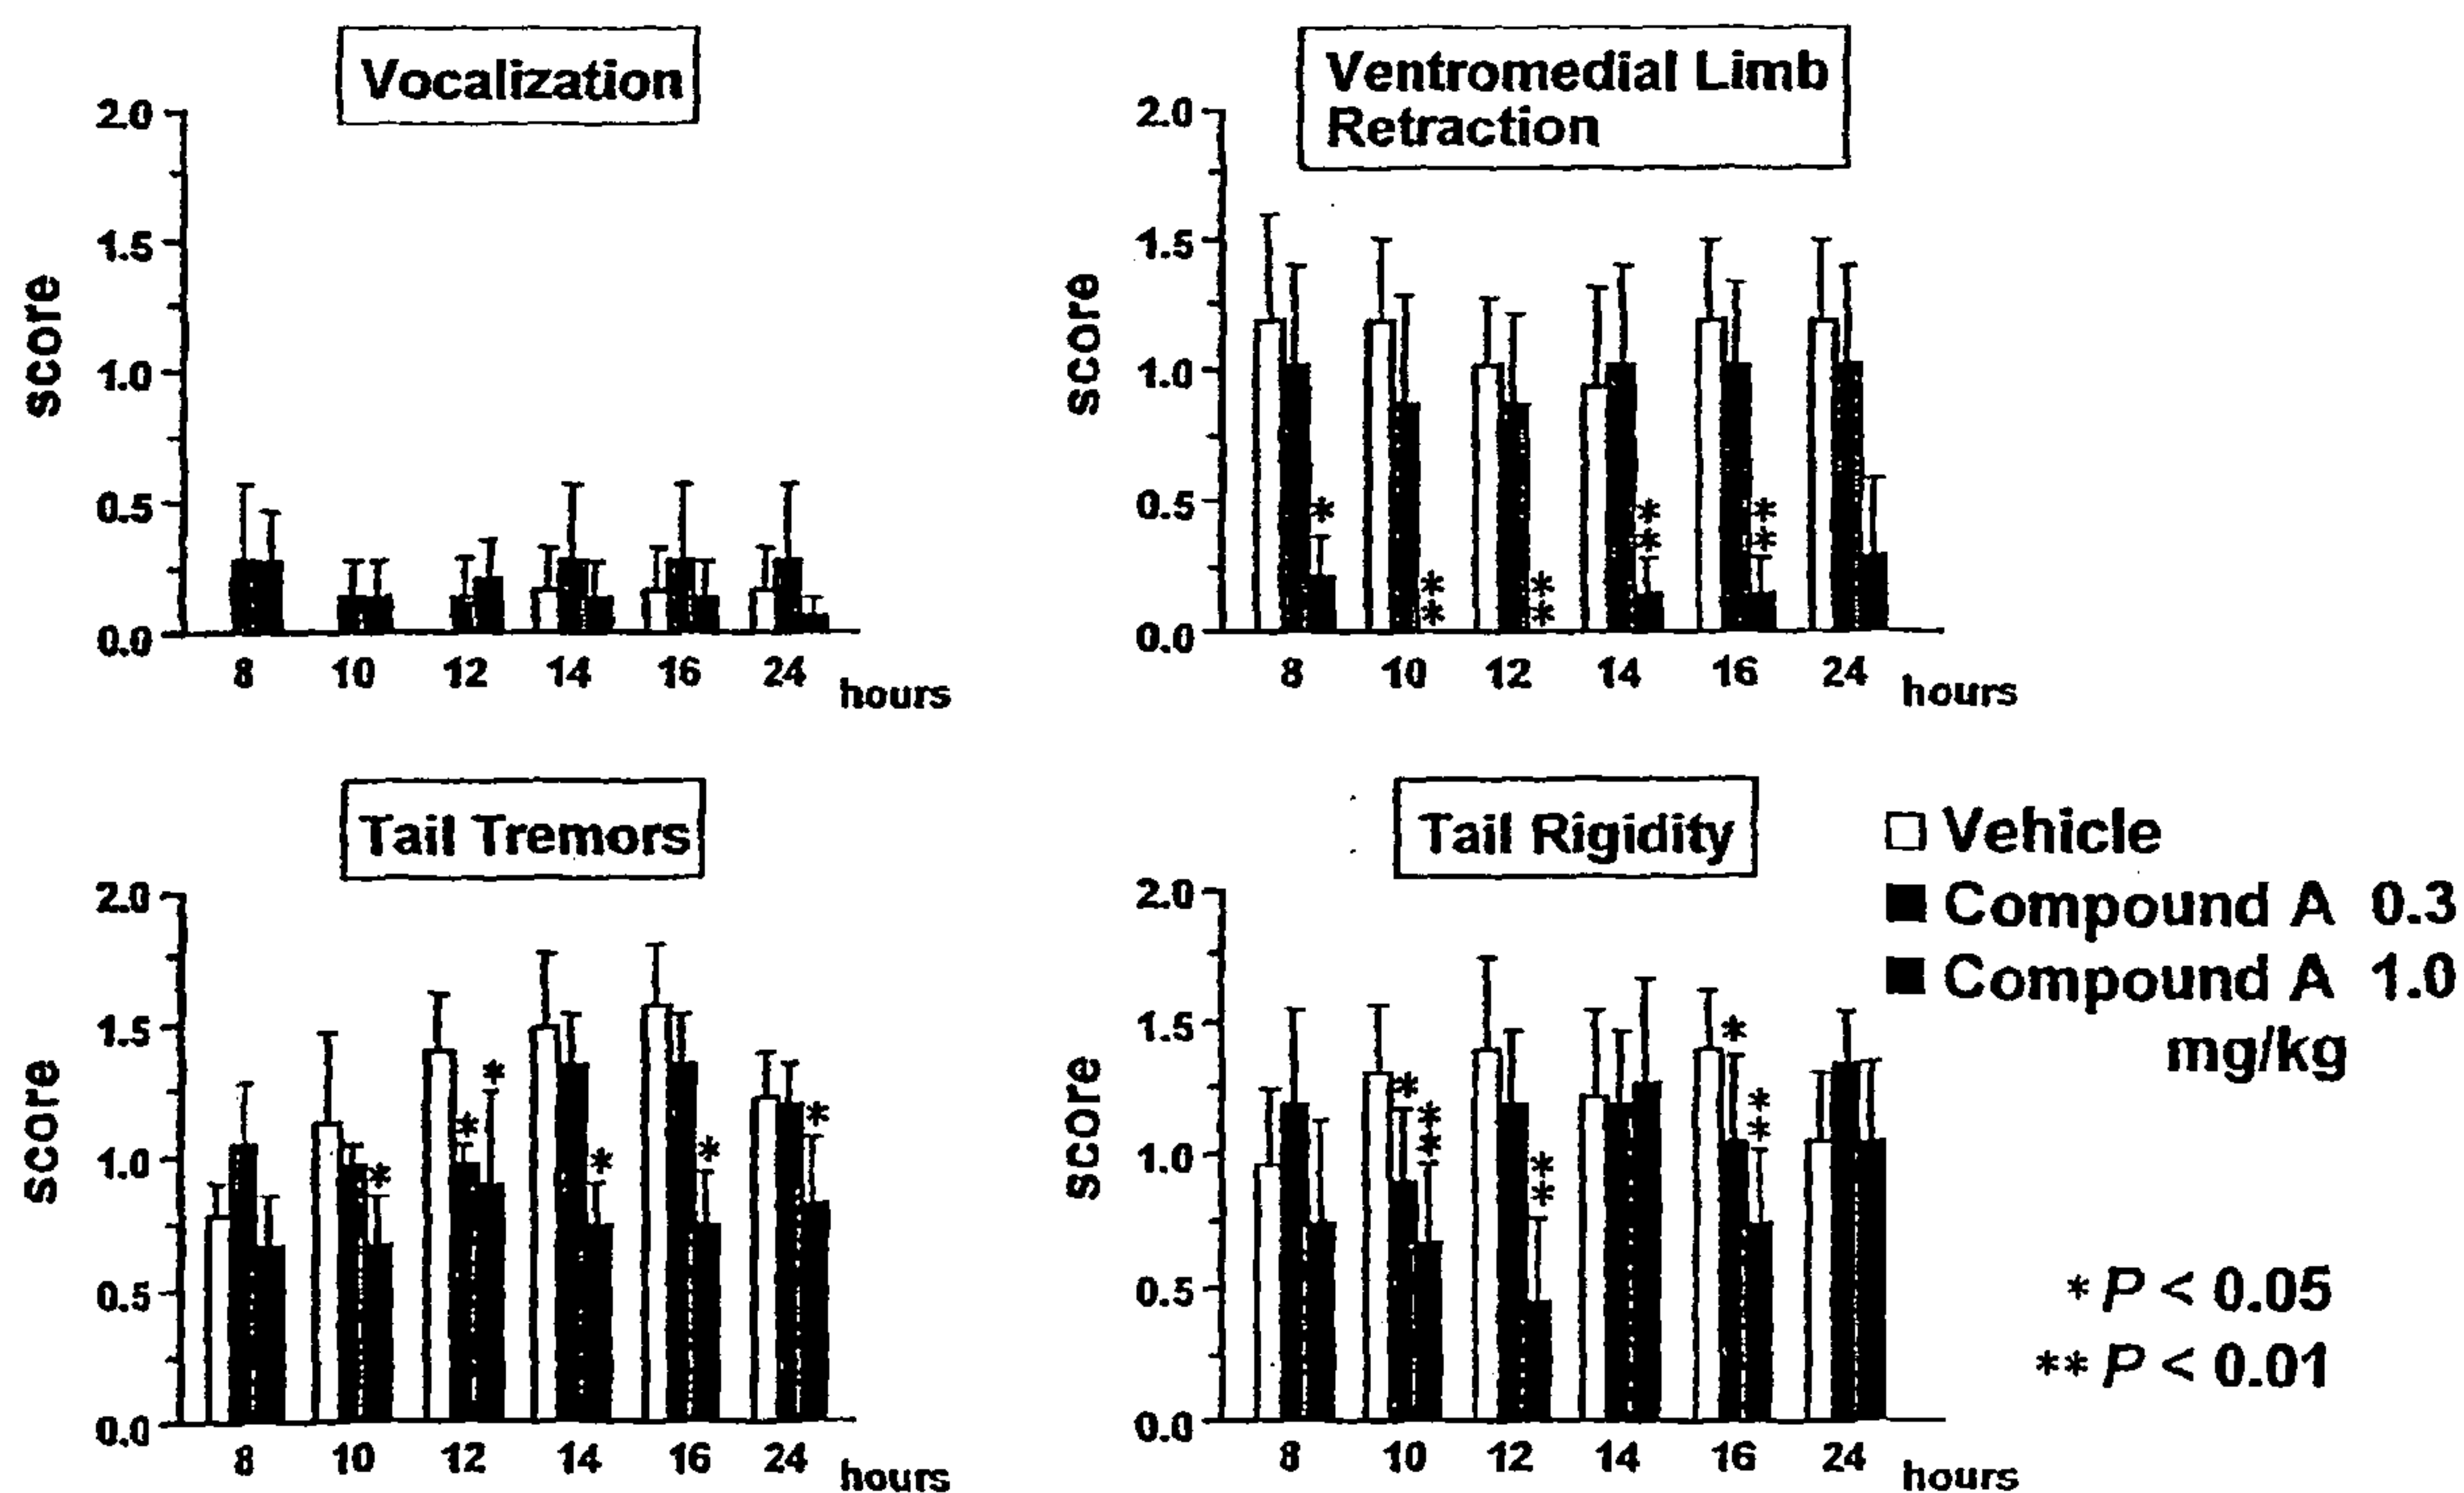 Vocalization
2.0
1.5
1.0
0.5
0.0
score
8 10 12 14 16 24 hours
Ventromedial Limb
Retraction
2.0
1.5
1.0
0.5
0.0
score
*
**
**
**
**
8 10 12 14 16 24 hours
Tail Tremors
2.0
1.5
1.0
0.5
0.0
score
*
*
*
*
*
*
8 10 12 14 16 24 hours
Tail Rigidity
2.0
1.5
1.0
0.5
0.0
score
*
**
**
*
**
8 10 12 14 16 24 hours
Vehicle
Compound A 0.3
Compound A 1.0
mg/kg
* P < 0.05
** P < 0.01